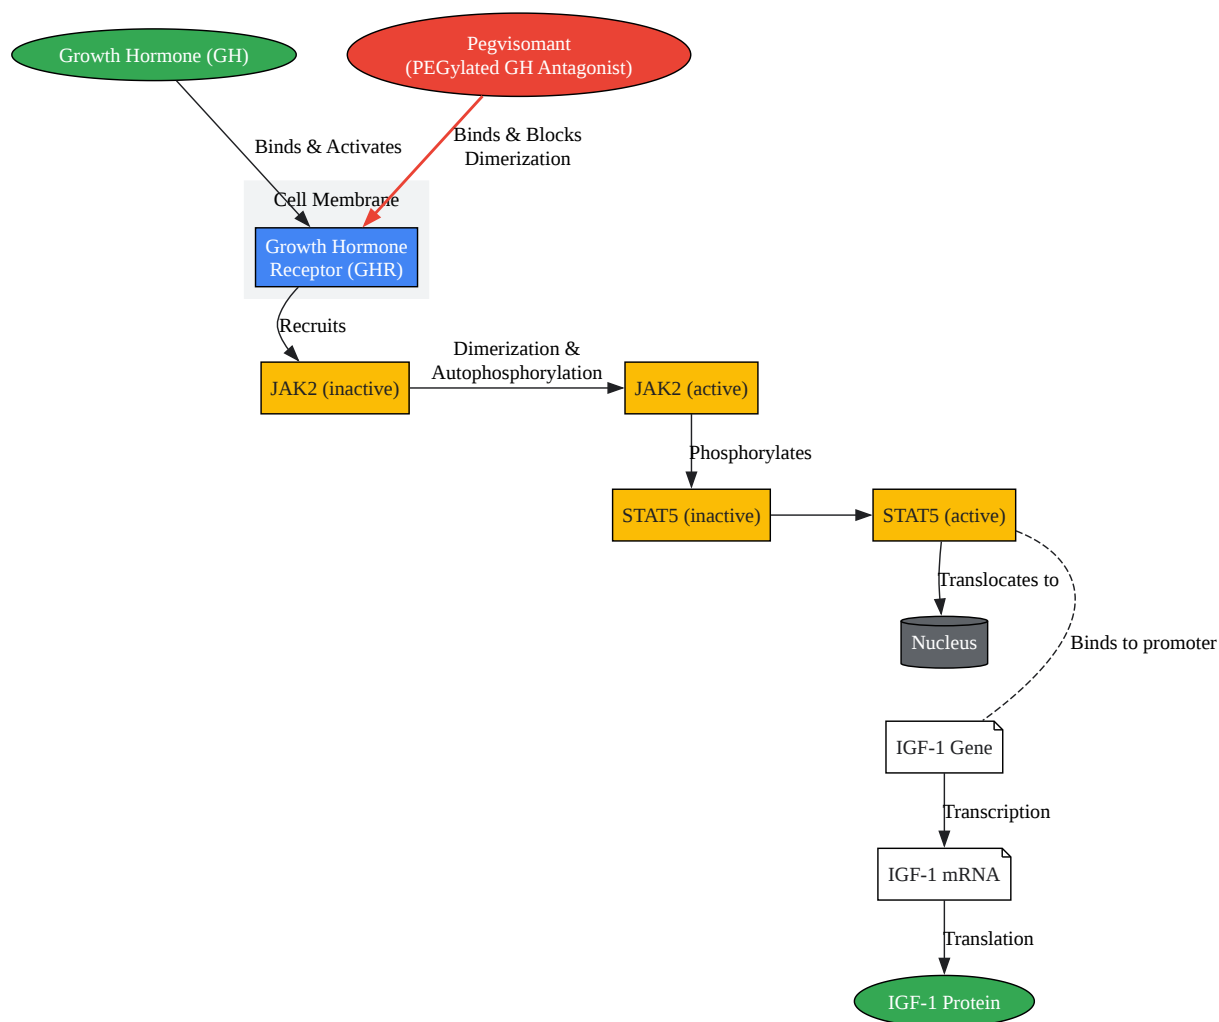 Growth Hormone (GH)
Pegvisomant
(PEGylated GH Antagonist)
Binds & Activates
Binds & Blocks
Dimerization
Cell Membrane
Growth Hormone
Receptor (GHR)
Recruits
JAK2 (inactive)
Dimerization &
Autophosphorylation
JAK2 (active)
Phosphorylates
STAT5 (inactive)
STAT5 (active)
Translocates to
Nucleus
Binds to promoter
IGF-1 Gene
Transcription
IGF-1 mRNA
Translation
IGF-1 Protein